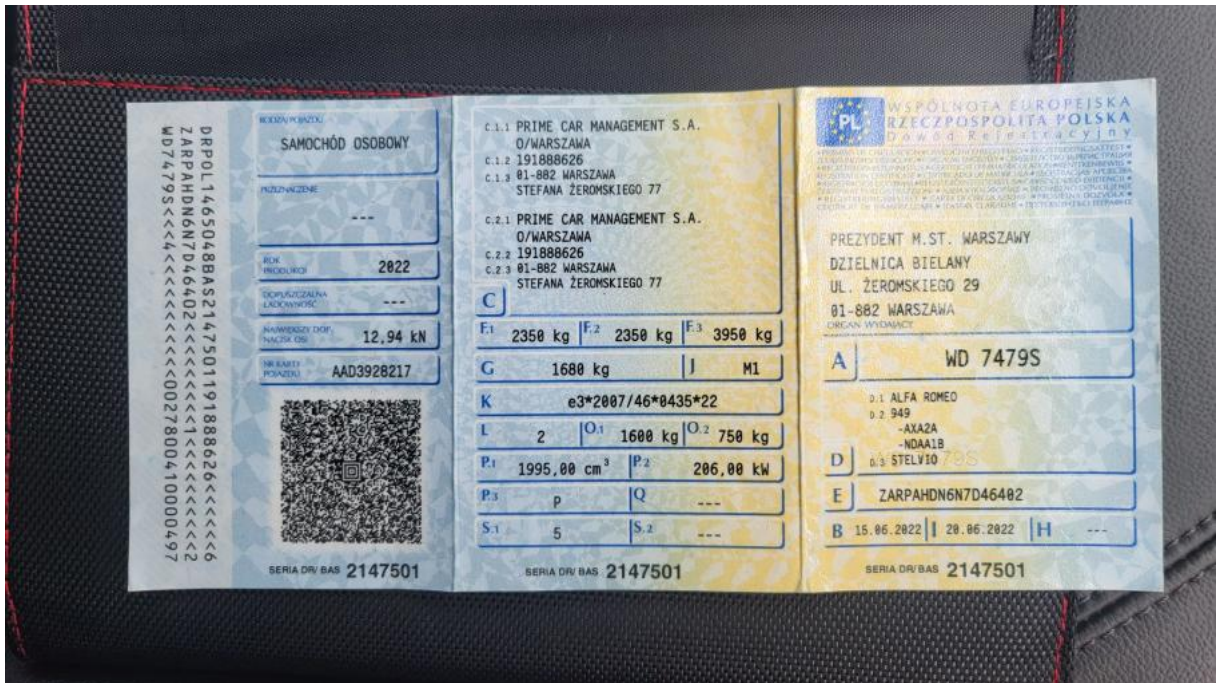 DRPOL1465048BAS2147501191888626<<<<<6
RODZAJ POJAZDU
SAMOCHÓD OSOBOWY
PRZEZNACZENIE
---
ROK PRODUKCJI 2022
DOPUSZCZALNA ŁADOWNOŚĆ ---
NAJWIĘKSZY DOP. NACISK OSI 12,94 kN
NR KARTY POJAZDU AAD3928217
SERIA DR/ BAS 2147501
C.1.1 PRIME CAR MANAGEMENT S.A.
O/WARSZAWA
C.1.2 191888626
C.1.3 01-882 WARSZAWA
STEFANA ŻEROMSKIEGO 77
C.2.1 PRIME CAR MANAGEMENT S.A.
O/WARSZAWA
C.2.2 191888626
C.2.3 01-882 WARSZAWA
STEFANA ŻEROMSKIEGO 77
C
F.1 2350 kg F.2 2350 kg F.3 3950 kg
G 1680 kg J M1
K e3*2007/46*0435*22
L 2 O.1 1600 kg O.2 750 kg
P.1 1995,00 cm³ P.2 206,00 kW
P.3 P Q ---
S.1 5 S.2 ---
SERIA DR/ BAS 2147501
PL
WSPÓLNOTA EUROPEJSKA
RZECZPOSPOLITA POLSKA
Dowód Rejestracyjny
PREZYDENT M.ST. WARSZAWY
DZIELNICA BIELANY
UL. ŻEROMSKIEGO 29
01-882 WARSZAWA
ORGAN WYDAJĄCY
A WD 7479S
D.1 ALFA ROMEO
D.2 949
-AXA2A
-NDAA1B
D D.3 STELVIO
E ZARPAHDN6N7D46402
B 15.06.2022 I 20.06.2022 H ---
SERIA DR/ BAS 2147501